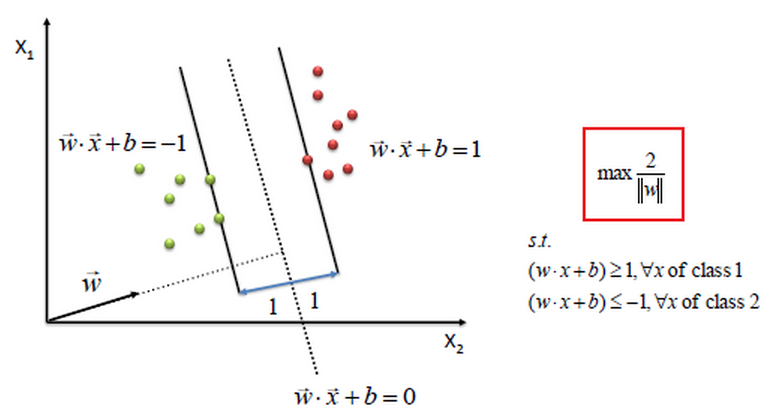 X₁
w⃗·x⃗+b=−1
w⃗·x⃗+b=1
w⃗
1 1
X₂
w⃗·x⃗+b=0
max 2/‖w‖
s.t.
(w·x+b)≥1,∀x of class 1
(w·x+b)≤−1,∀x of class 2